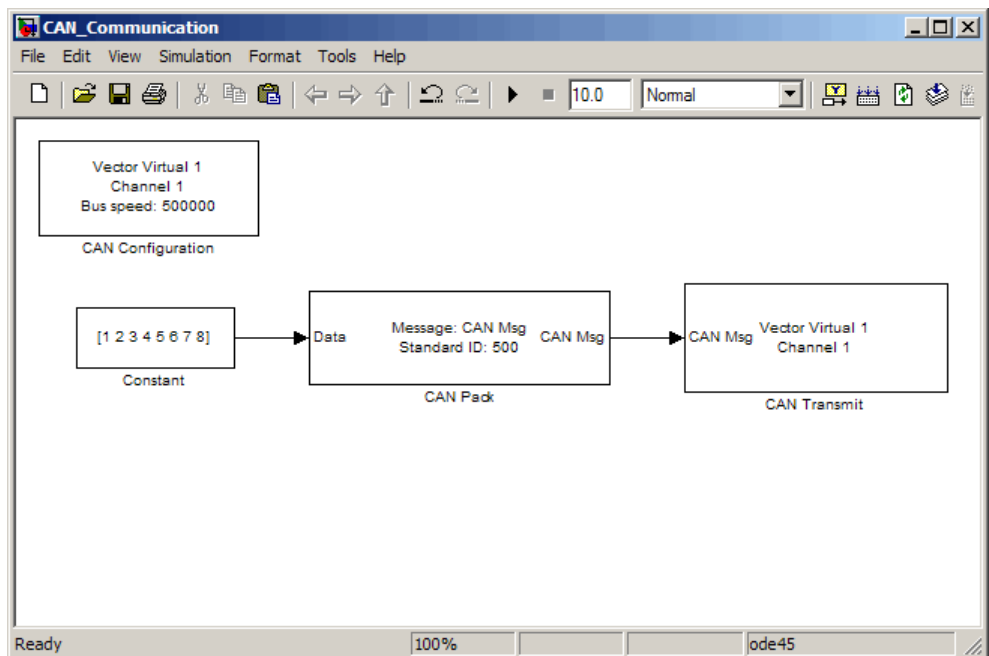 CAN_Communication
File Edit View Simulation Format Tools Help
10.0 Normal
Vector Virtual 1
Channel 1
Bus speed: 500000
CAN Configuration
[1 2 3 4 5 6 7 8]
Constant
Data
Message: CAN Msg
Standard ID: 500
CAN Msg
CAN Pack
CAN Msg
Vector Virtual 1
Channel 1
CAN Transmit
Ready 100% ode45